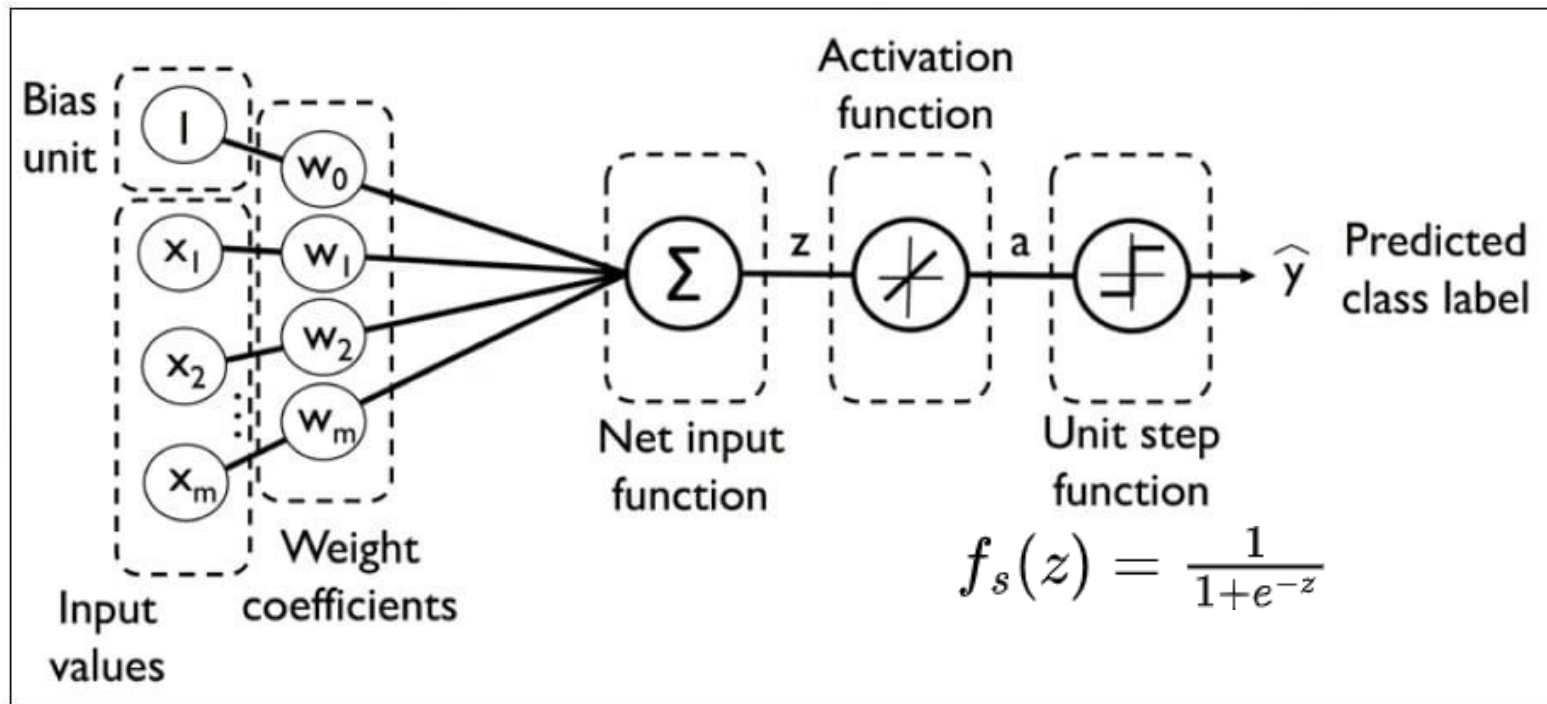 Bias
unit
1
x₁
x₂
⋮
xₘ
Input
values
w₀
w₁
w₂
wₘ
Weight
coefficients
Σ
Net input
function
z
Activation
function
a
Unit step
function
fₛ(z) = 1/(1+e⁻ᶻ)
ŷ
Predicted
class label